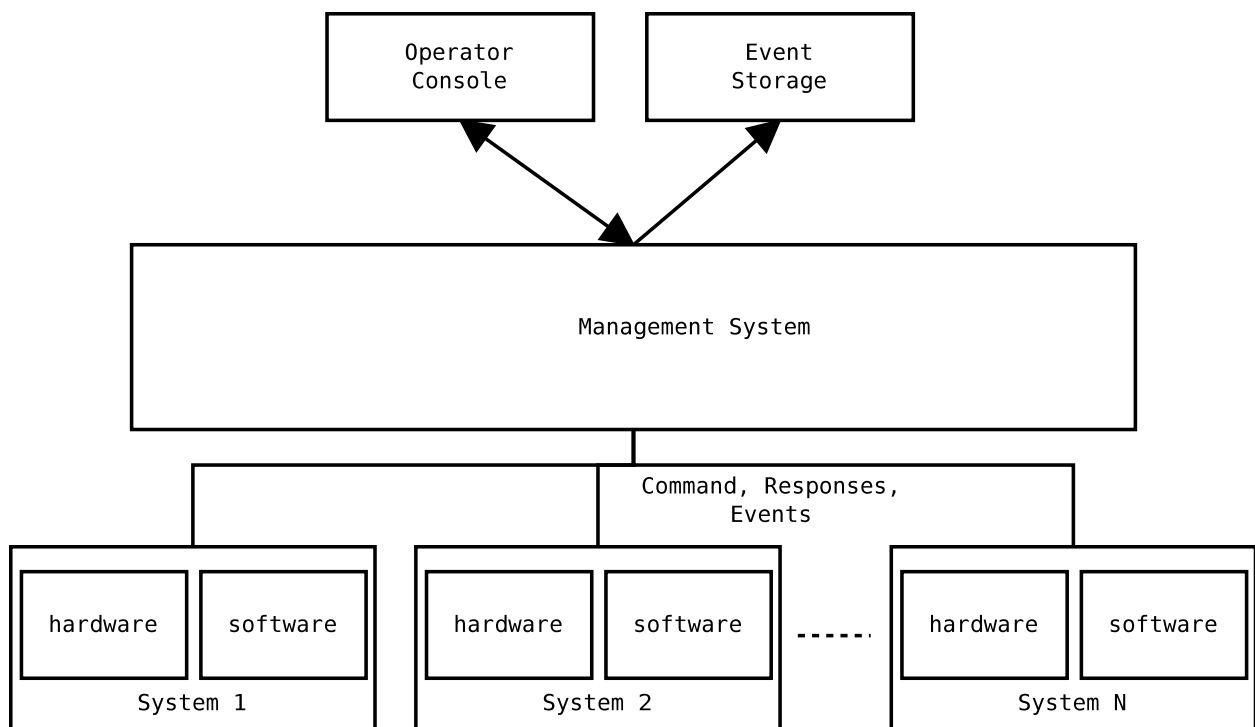 Operator
Console
Event
Storage
Management System
Command, Responses,
Events
hardware
software
System 1
hardware
software
System 2
hardware
software
System N